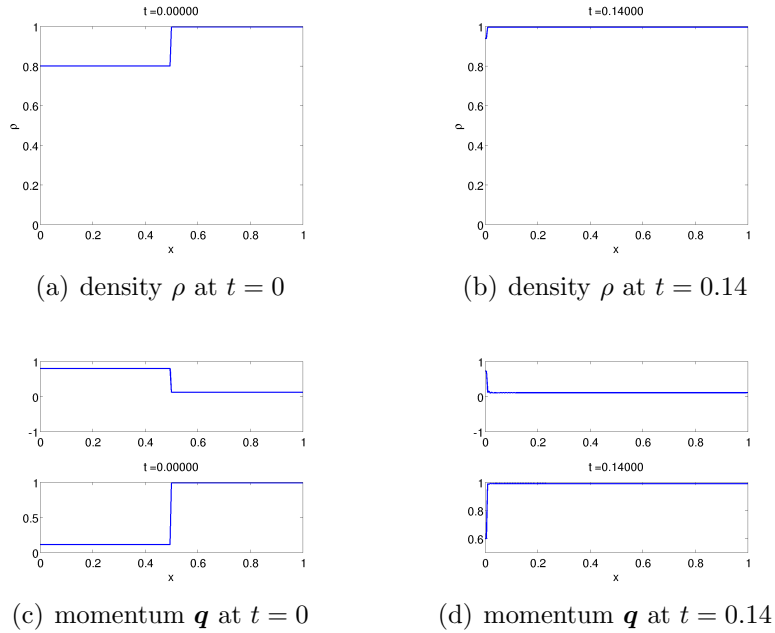 t =0.00000
1
0.8
0.6
0.4
0.2
0
ρ
0 0.2 0.4 0.6 0.8 1
x
(a) density ρ at t = 0
t =0.14000
1
0.8
0.6
0.4
0.2
0
ρ
0 0.2 0.4 0.6 0.8 1
x
(b) density ρ at t = 0.14
1
0
-1
0 0.2 0.4 0.6 0.8 1
t =0.00000
1
0.5
0
0 0.2 0.4 0.6 0.8 1
x
(c) momentum q at t = 0
1
0
-1
0 0.2 0.4 0.6 0.8 1
t =0.14000
1
0.8
0.6
0 0.2 0.4 0.6 0.8 1
x
(d) momentum q at t = 0.14